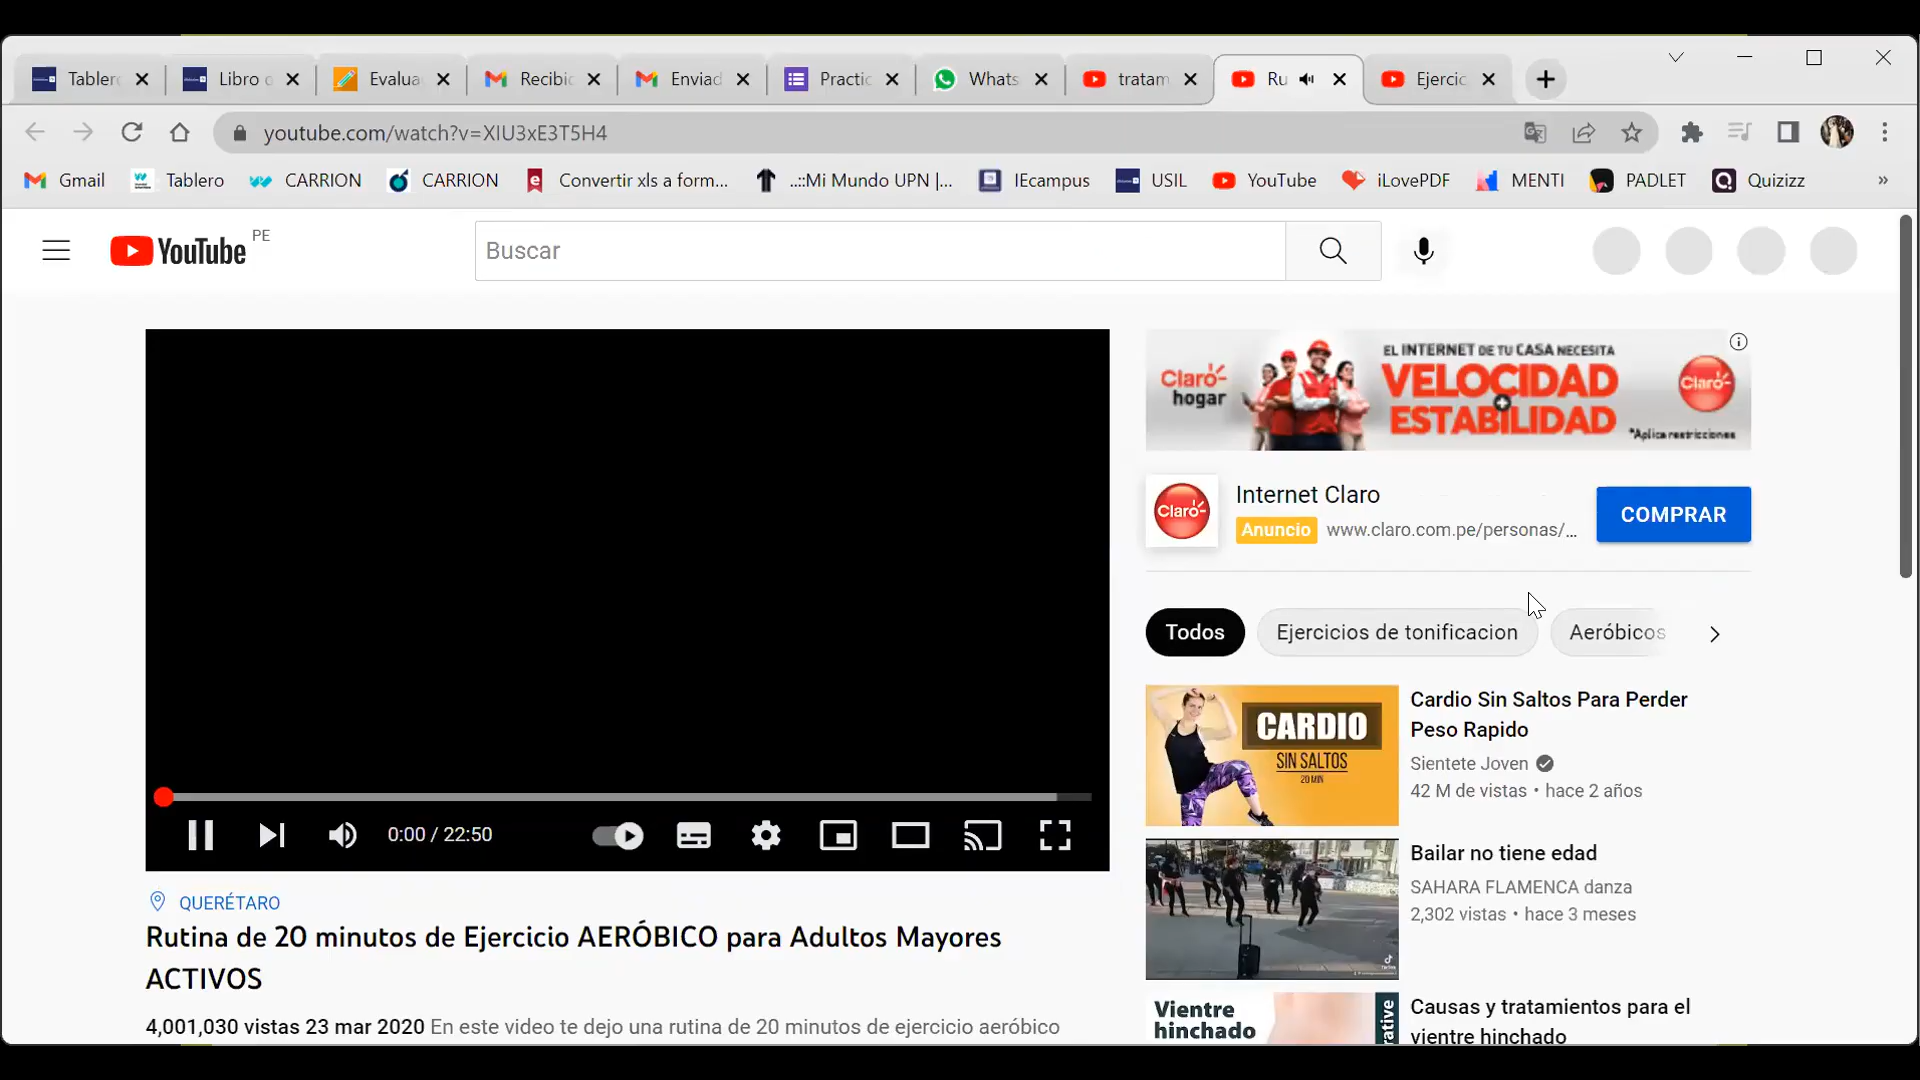 Tabler
Libro
Evalua
Recibi
Enviad
Practic
Whats
tratam
Ru
Ejercic
youtube.com/watch?v=XIU3xE3T5H4
Gmail
Tablero
CARRION
CARRION
Convertir xls a form...
..::Mi Mundo UPN |...
IEcampus
USIL
YouTube
iLovePDF
MENTI
PADLET
Quizizz
»
YouTube PE
Buscar
Claro hogar
EL INTERNET DE TU CASA NECESITA
VELOCIDAD
+
ESTABILIDAD
*Aplica restricciones
Claro
Claro
Internet Claro
Anuncio www.claro.com.pe/personas/...
COMPRAR
Todos
Ejercicios de tonificacion
Aeróbicos
CARDIO
SIN SALTOS
20 MIN
Cardio Sin Saltos Para Perder
Peso Rapido
Sientete Joven
42 M de vistas • hace 2 años
Bailar no tiene edad
SAHARA FLAMENCA danza
2,302 vistas • hace 3 meses
Vientre
hinchado
Causas y tratamientos para el
vientre hinchado
0:00 / 22:50
QUERÉTARO
Rutina de 20 minutos de Ejercicio AERÓBICO para Adultos Mayores
ACTIVOS
4,001,030 vistas 23 mar 2020 En este video te dejo una rutina de 20 minutos de ejercicio aeróbico